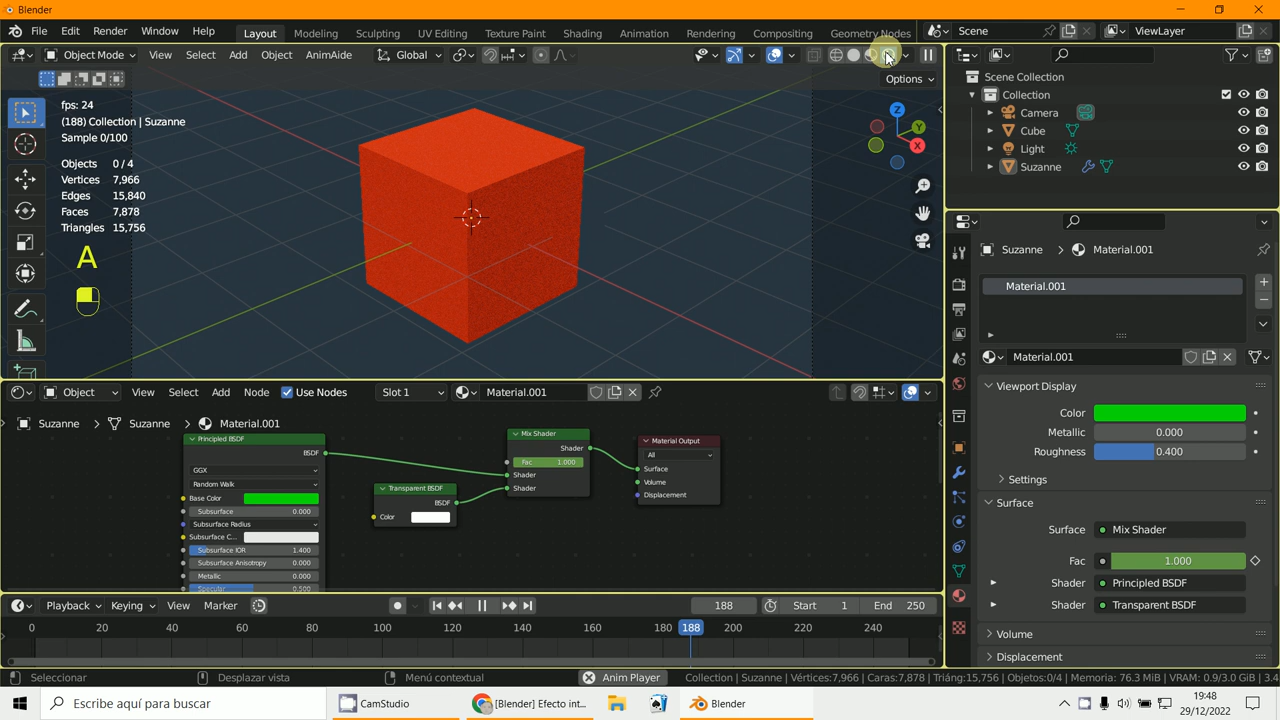 Blender
File Edit Render Window Help Layout Modeling Sculpting UV Editing Texture Paint Shading Animation Rendering Compositing Geometry Nodes Scene ViewLayer
Object Mode View Select Add Object AnimAide Global
Options
fps: 24
(188) Collection | Suzanne
Sample 0/100
Objects 0 / 4
Vertices 7,966
Edges 15,840
Faces 7,878
Triangles 15,756
A
Z
Y
X
Scene Collection
Collection
Camera
Cube
Light
Suzanne
Suzanne > Material.001
Material.001
Material.001
Viewport Display
Color
Metallic 0.000
Roughness 0.400
Settings
Surface
Surface Mix Shader
Fac 1.000
Shader Principled BSDF
Shader Transparent BSDF
Volume
Displacement
Object View Select Add Node Use Nodes Slot 1 Material.001
Suzanne > Suzanne > Material.001
Principled BSDF
BSDF
GGX
Random Walk
Base Color
Subsurface 0.000
Subsurface Radius
Subsurface C...
Subsurface IOR 1.400
Subsurface Anisotropy 0.000
Metallic 0.000
Specular 0.500
Transparent BSDF
BSDF
Color
Mix Shader
Shader
Fac 1.000
Shader
Shader
Material Output
All
Surface
Volume
Displacement
Playback Keying View Marker 188 Start 1 End 250
0 20 40 60 80 100 120 140 160 180 188 200 220 240
Seleccionar Desplazar vista Menú contextual Anim Player Collection | Suzanne | Vértices:7,966 | Caras:7,878 | Triáng:15,756 | Objetos:0/4 | Memoria: 76.3 MiB | VRAM: 0.9/3.0 GiB | 3.4
Escribe aquí para buscar CamStudio [Blender] Efecto int... Blender
19:48
29/12/2022